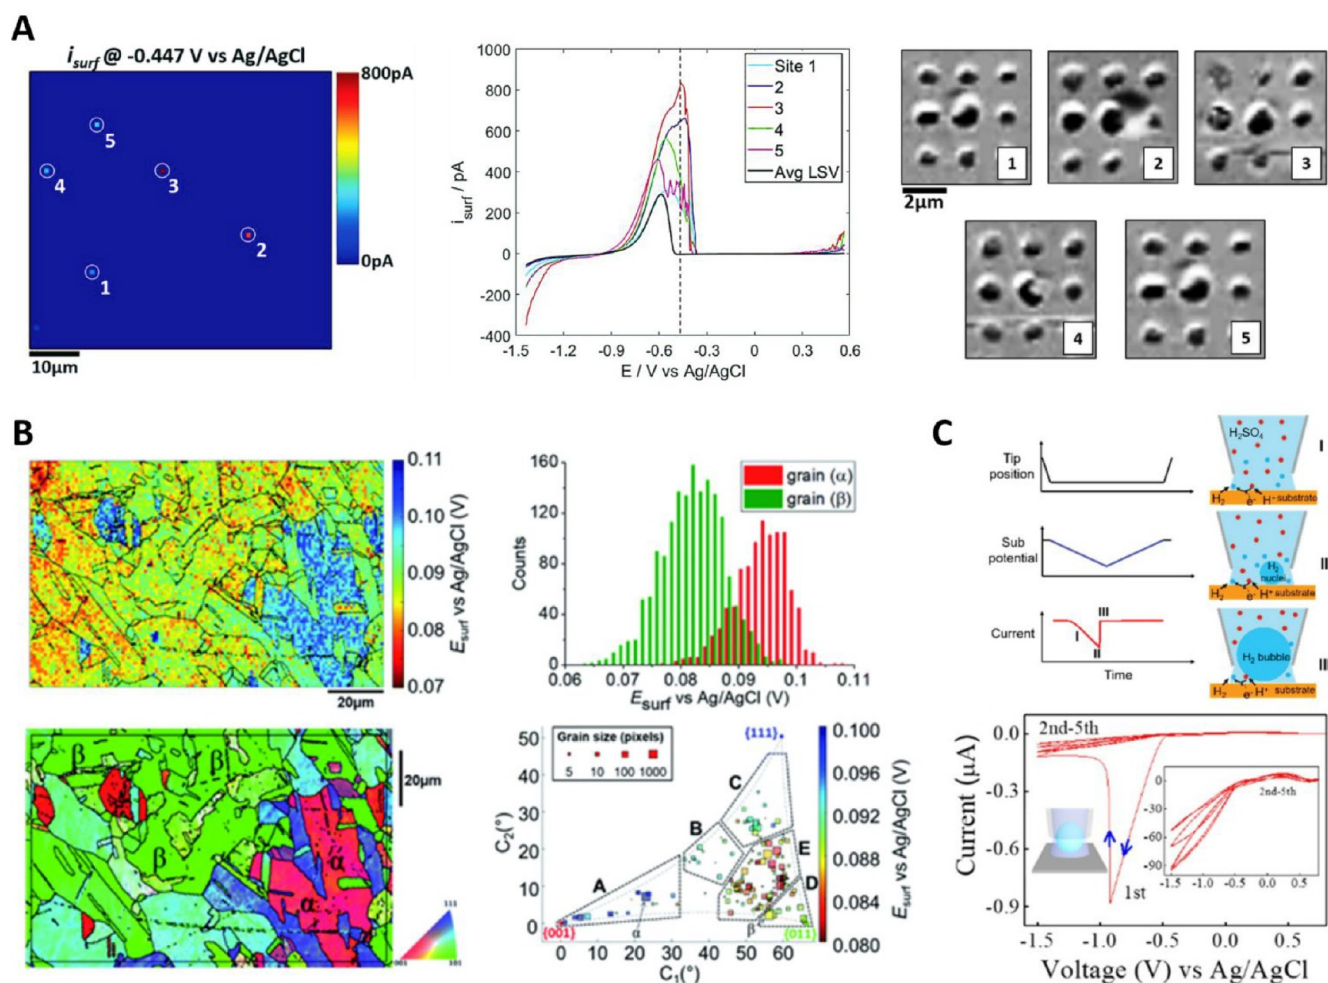 A
i_surf @ -0.447 V vs Ag/AgCl
800pA
0pA
5
4
3
2
1
10µm
1000
800
600
400
200
0
-200
-400
i_surf / pA
Site 1
2
3
4
5
Avg LSV
-1.5 -1.2 -0.9 -0.6 -0.3 0 0.3 0.6
E / V vs Ag/AgCl
1
2
3
2µm
4
5
B
0.11
0.10
0.09
0.08
0.07
E_surf vs Ag/AgCl (V)
20µm
160
120
80
40
0
Counts
grain (α)
grain (β)
0.06 0.07 0.08 0.09 0.10 0.11
E_surf vs Ag/AgCl (V)
β
β
β
α
α
20µm
111
001
101
50
40
30
20
10
0
C₂(°)
Grain size (pixels)
5 10 100 1000
{111}
A
B
C
E
D
α
β
{001}
{011}
0 10 20 30 40 50 60
C₁(°)
0.100
0.096
0.092
0.088
0.084
0.080
E_surf vs Ag/AgCl (V)
C
Tip
position
Sub
potential
Current
I
II
III
Time
H₂SO₄
I
H₂ e⁻ H⁺ substrate
H₂
nuclei
II
H₂ e⁻ H⁺ substrate
H₂ bubble
III
H₂ e⁻ H⁺ substrate
2nd-5th
0.0
-0.3
-0.6
-0.9
Current (µA)
1st
0
-30
-60
-90
2nd-5th
-1.5 -1.0 -0.5 0.0 0.5
-1.5 -1.0 -0.5 0.0 0.5
Voltage (V) vs Ag/AgCl